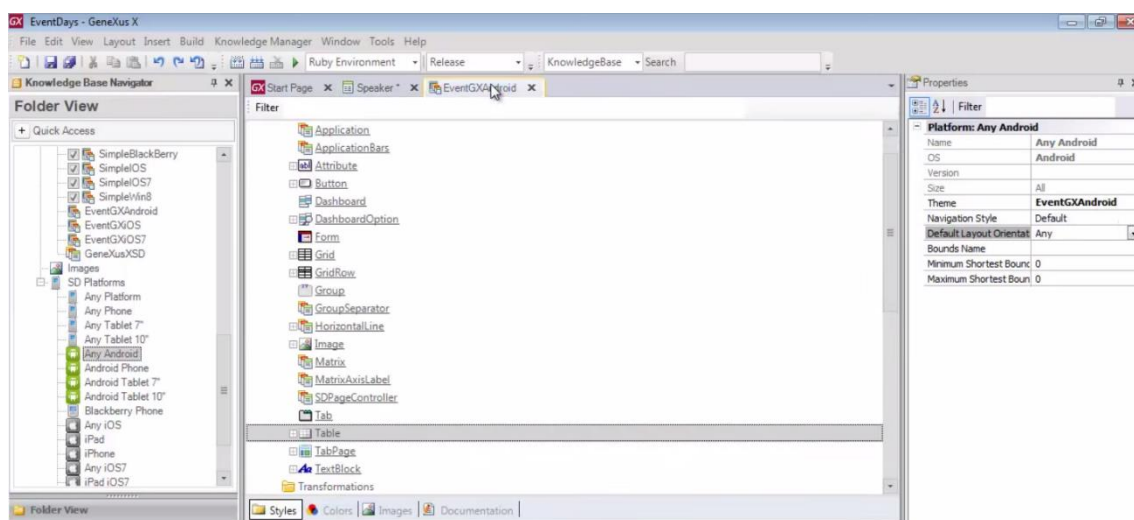 EventDays - GeneXus X
File Edit View Layout Insert Build Knowledge Manager Window Tools Help
Ruby Environment Release KnowledgeBase Search
Knowledge Base Navigator
Folder View
Quick Access
SimpleBlackBerry
SimpleIOS
SimpleIOS7
SimpleWin8
EventGXAndroid
EventGXiOS
EventGXiOS7
GeneXusXSD
Images
SD Platforms
Any Platform
Any Phone
Any Tablet 7"
Any Tablet 10"
Any Android
Android Phone
Android Tablet 7"
Android Tablet 10"
Blackberry Phone
Any iOS
iPad
iPhone
Any iOS7
iPad iOS7
Folder View
Start Page Speaker * EventGXAndroid
Filter
Application
ApplicationBars
Attribute
Button
Dashboard
DashboardOption
Form
Grid
GridRow
Group
GroupSeparator
HorizontalLine
Image
Matrix
MatrixAxisLabel
SDPageController
Tab
Table
TabPage
TextBlock
Transformations
Styles Colors Images Documentation
Properties
Filter
Platform: Any Android
Name Any Android
OS Android
Version
Size All
Theme EventGXAndroid
Navigation Style Default
Default Layout Orientat Any
Bounds Name
Minimum Shortest Bounc 0
Maximum Shortest Boun 0